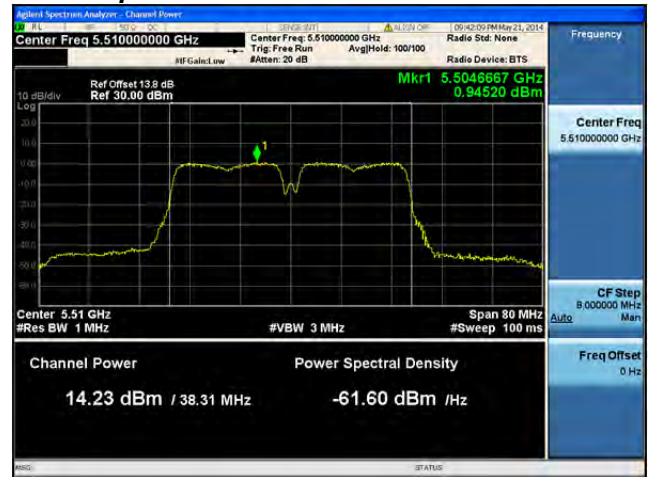 Agilent Spectrum Analyzer - Channel Power
RL RF 50 Ω DC SENSE:INT ALIGN OFF 09:42:09 PM May 21, 2014
Center Freq 5.510000000 GHz
Center Freq: 5.510000000 GHz
Radio Std: None
Trig: Free Run Avg|Hold: 100/100
#IFGain:Low #Atten: 20 dB Radio Device: BTS
Frequency
Ref Offset 13.8 dB
10 dB/div Ref 30.00 dBm
Mkr1 5.5046667 GHz
0.94520 dBm
Log
20.0
10.0
0.00
-10.0
-20.0
-30.0
-40.0
-50.0
-60.0
1
Center 5.51 GHz Span 80 MHz
#Res BW 1 MHz #VBW 3 MHz #Sweep 100 ms
Channel Power Power Spectral Density
14.23 dBm / 38.31 MHz -61.60 dBm /Hz
Center Freq
5.510000000 GHz
CF Step
8.000000 MHz
Auto Man
Freq Offset
0 Hz
MSG STATUS